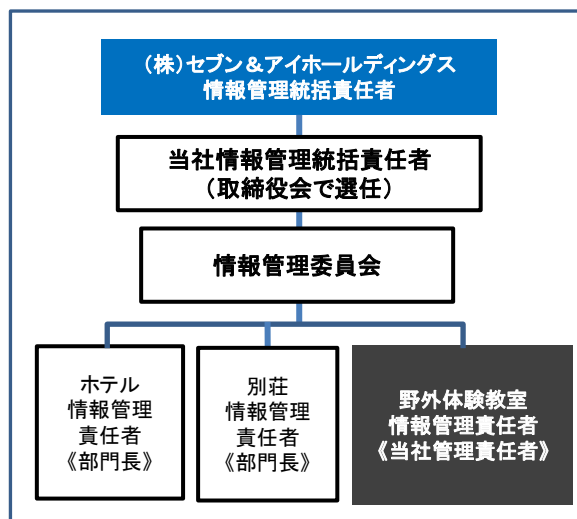 （株）セブン＆アイホールディングス
情報管理統括責任者
当社情報管理統括責任者
（取締役会で選任）
情報管理委員会
ホテル
情報管理
責任者
《部門長》
別荘
情報管理
責任者
《部門長》
野外体験教室
情報管理責任者
《当社管理責任者》